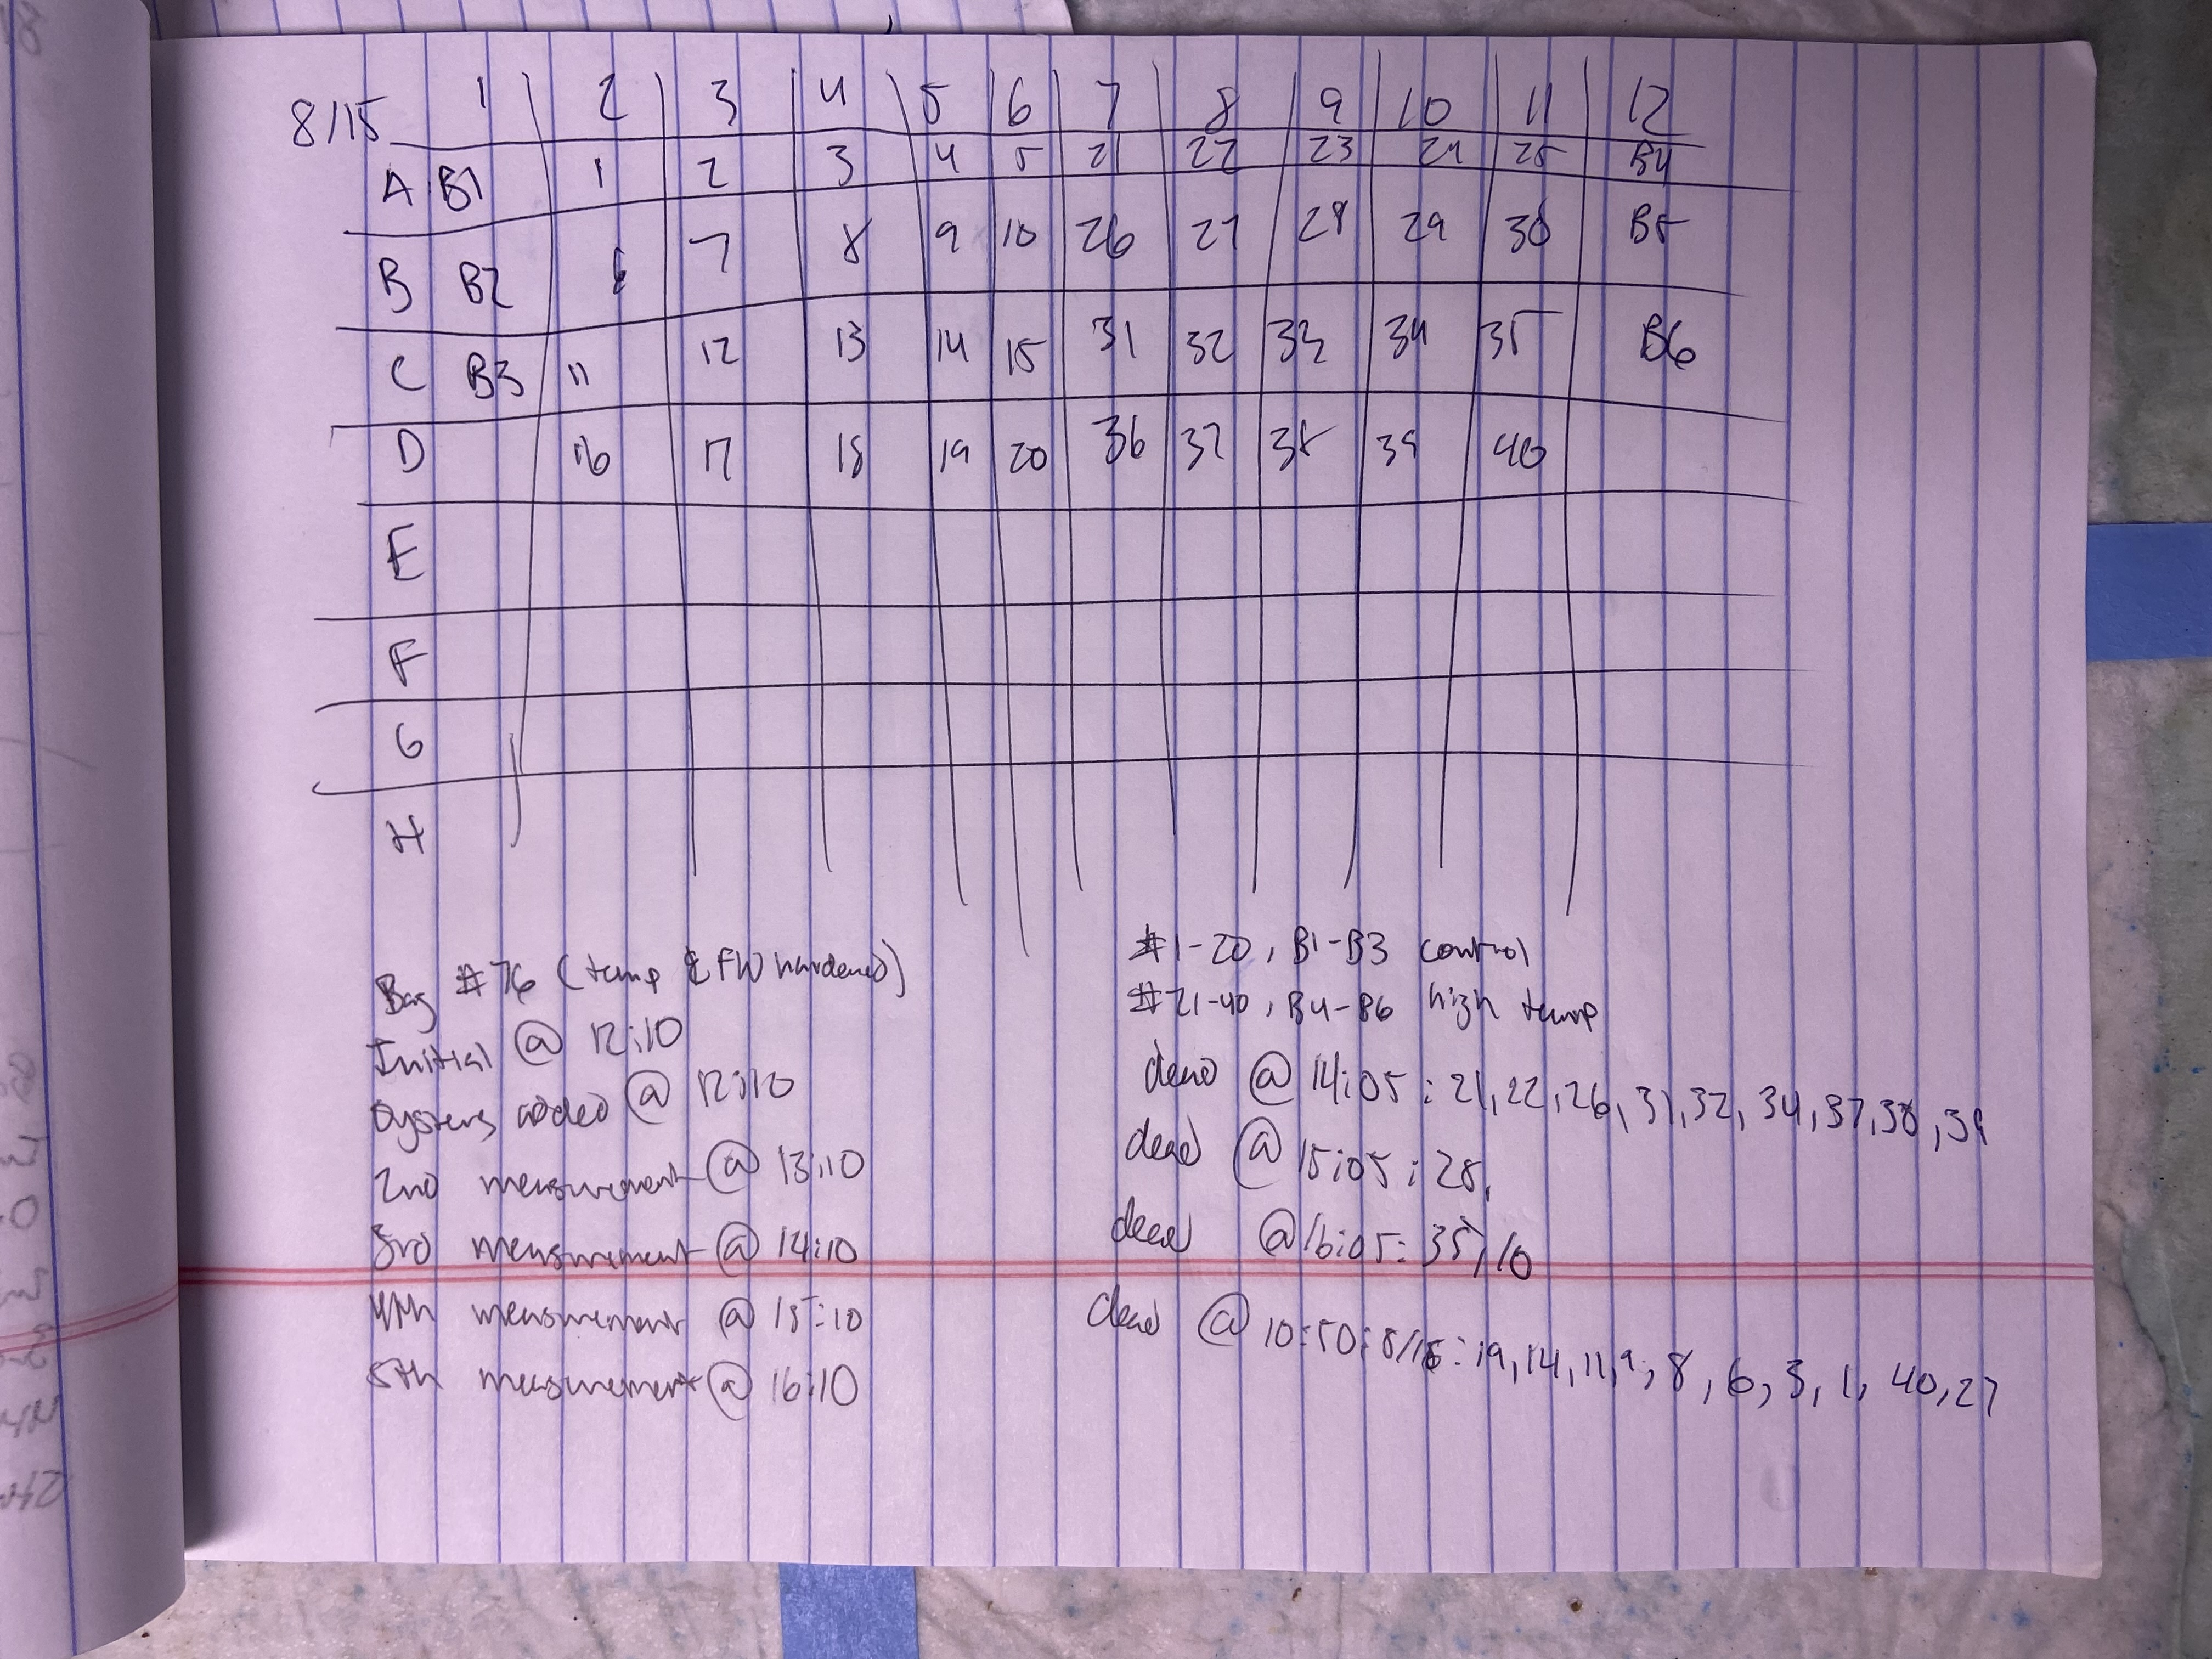 8/15 1 2 3 4 5 6 7 8 9 10 11 12
A B1 1 2 3 4 5 21 22 23 24 25 B4
B B2 6 7 8 9 10 26 27 28 29 30 B5
C B3 11 12 13 14 15 31 32 33 34 35 B6
D 16 17 18 19 20 36 37 38 39 40
E
F
G
H
Bag #76 (temp & FW hardened)
Initial @ 12:10
oysters added @ 12:10
2nd measurement @ 13:10
3rd measurement @ 14:10
4th measurement @ 15:10
5th measurement @ 16:10
#1-20, B1-B3 control
#21-40, B4-B6 high temp
dead @ 14:05: 21, 22, 26, 31, 32, 34, 37, 38, 39
dead @ 15:05: 28,
dead @ 16:05: 35, 10
dead @ 10:50: 19, 14, 11, 9, 8, 6, 3, 1, 40, 27